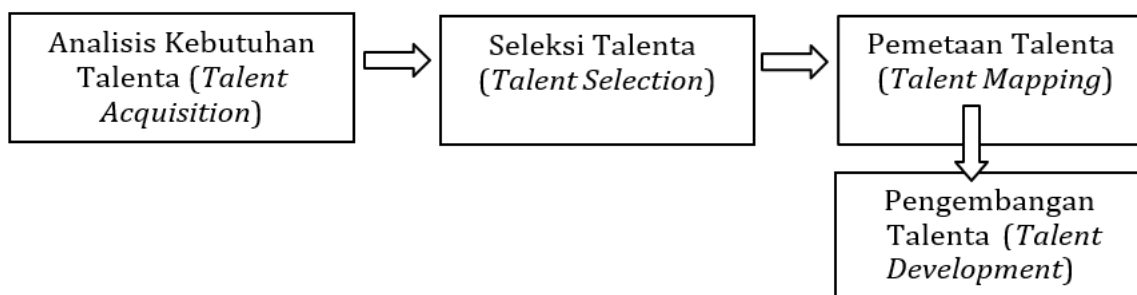 Analisis Kebutuhan
Talenta (Talent
Acquisition)
Seleksi Talenta
(Talent Selection)
Pemetaan Talenta
(Talent Mapping)
Pengembangan
Talenta (Talent
Development)